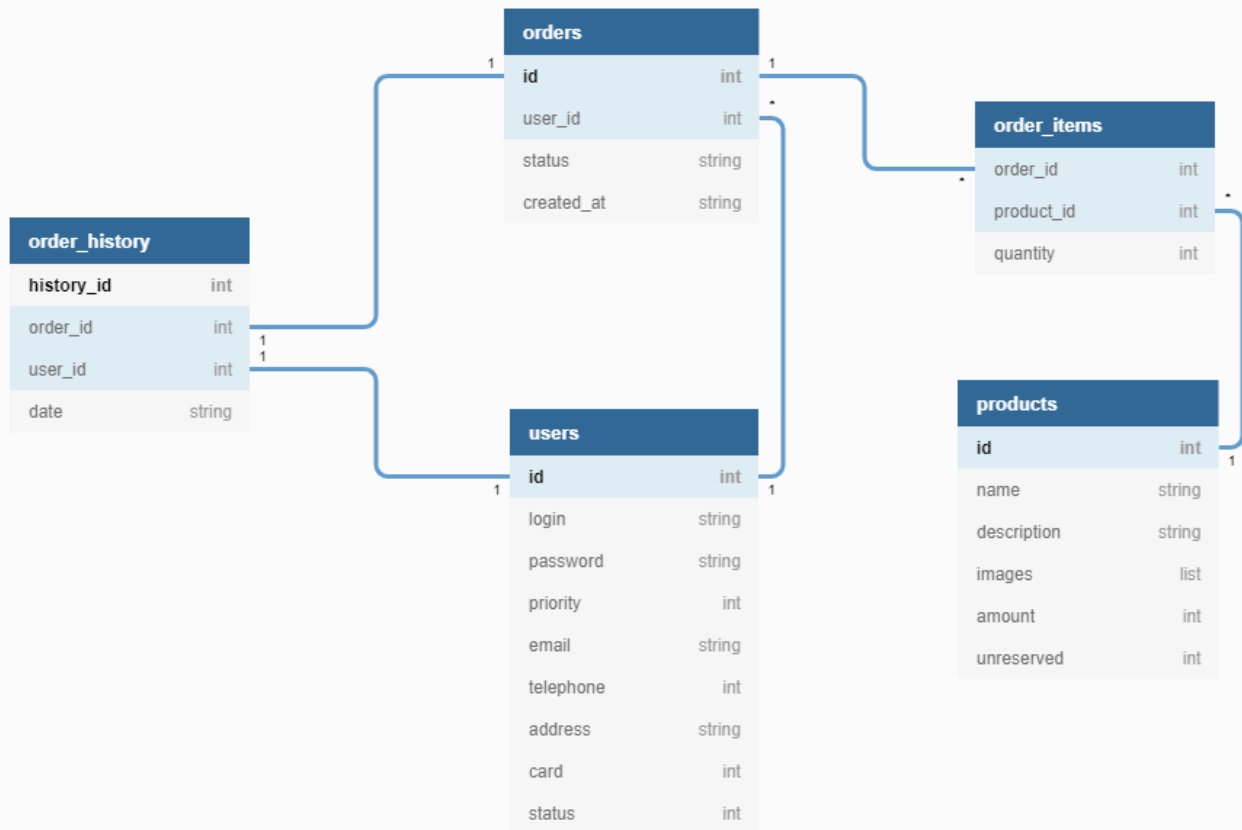 orders
1
id int
1
user_id int
*
status string
created_at string
order_items
order_id int
*
product_id int
*
quantity int
order_history
history_id int
order_id int
1
user_id int
1
date string
users
id int
1
1
login string
password string
priority int
email string
telephone int
address string
card int
status int
products
id int
1
name string
description string
images list
amount int
unreserved int